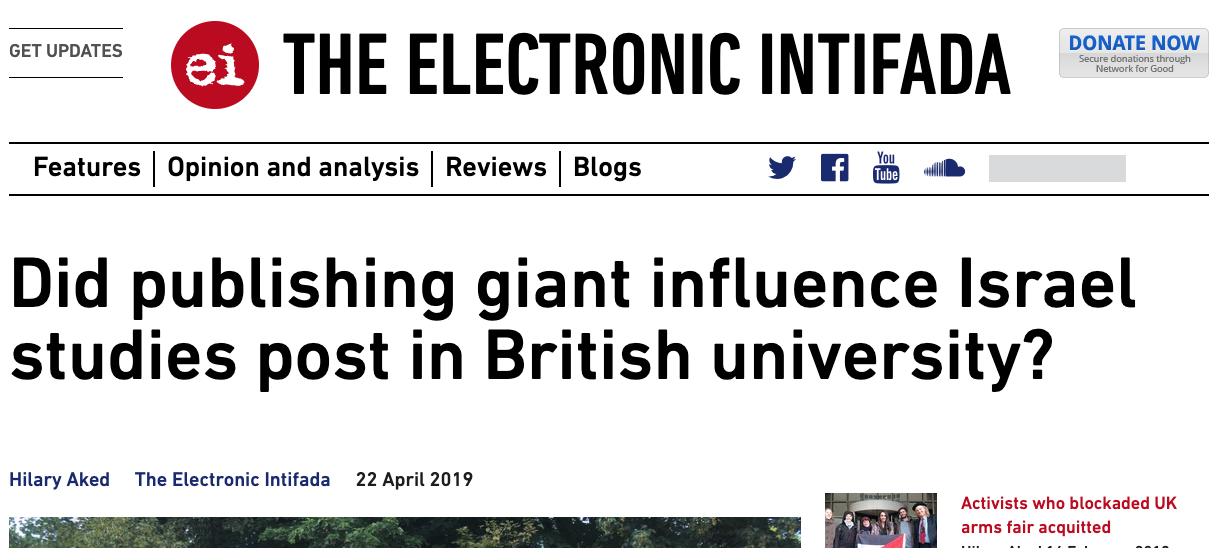 GET UPDATES
ei
THE ELECTRONIC INTIFADA
DONATE NOW
Secure donations through
Network for Good
Features
Opinion and analysis
Reviews
Blogs
You
Tube
Did publishing giant influence Israel
studies post in British university?
Hilary Aked The Electronic Intifada 22 April 2019
Activists who blockaded UK
arms fair acquitted